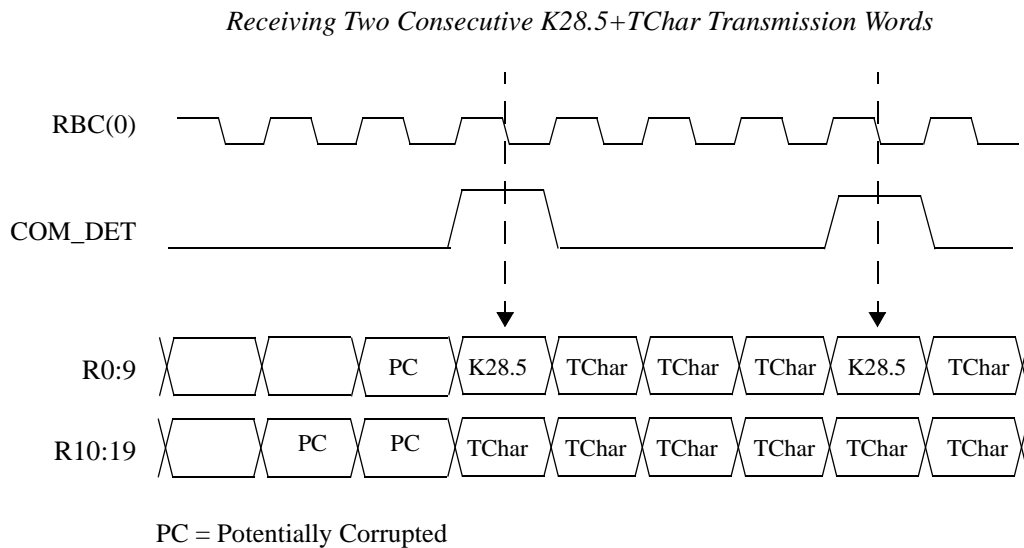 Receiving Two Consecutive K28.5+TChar Transmission Words
RBC(0)
COM_DET
R0:9 PC K28.5 TChar TChar TChar K28.5 TChar
R10:19 PC PC TChar TChar TChar TChar TChar TChar
PC = Potentially Corrupted